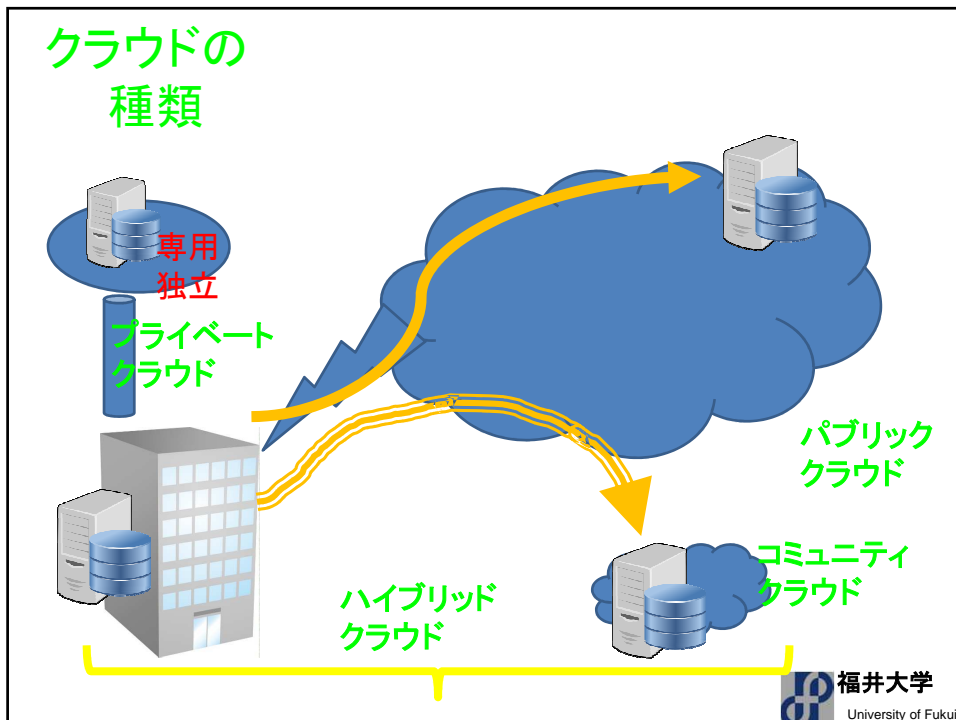 クラウドの
種類
専用
独立
プライベート
クラウド
パブリック
クラウド
コミュニティ
クラウド
ハイブリッド
クラウド
福井大学
University of Fukui